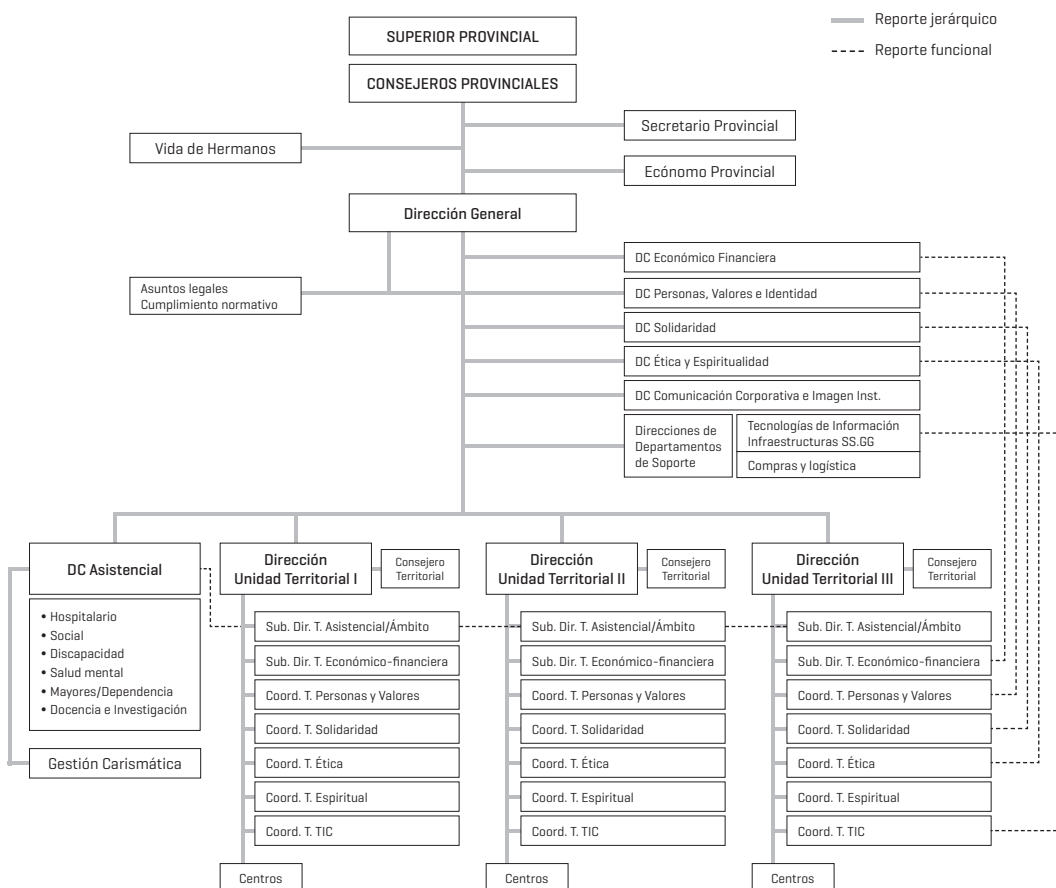 Reporte jerárquico
Reporte funcional
SUPERIOR PROVINCIAL
CONSEJEROS PROVINCIALES
Secretario Provincial
Vida de Hermanos
Ecónomo Provincial
Dirección General
DC Económico Financiera
Asuntos legales
Cumplimiento normativo
DC Personas, Valores e Identidad
DC Solidaridad
DC Ética y Espiritualidad
DC Comunicación Corporativa e Imagen Inst.
Direcciones de
Departamentos
de Soporte
Tecnologías de Información
Infraestructuras SS.GG
Compras y logística
DC Asistencial
• Hospitalario
• Social
• Discapacidad
• Salud mental
• Mayores/Dependencia
• Docencia e Investigación
Gestión Carismática
Dirección
Unidad Territorial I
Consejero
Territorial
Sub. Dir. T. Asistencial/Ámbito
Sub. Dir. T. Económico-financiera
Coord. T. Personas y Valores
Coord. T. Solidaridad
Coord. T. Ética
Coord. T. Espiritual
Coord. T. TIC
Centros
Dirección
Unidad Territorial II
Consejero
Territorial
Sub. Dir. T. Asistencial/Ámbito
Sub. Dir. T. Económico-financiera
Coord. T. Personas y Valores
Coord. T. Solidaridad
Coord. T. Ética
Coord. T. Espiritual
Coord. T. TIC
Centros
Dirección
Unidad Territorial III
Consejero
Territorial
Sub. Dir. T. Asistencial/Ámbito
Sub. Dir. T. Económico-financiera
Coord. T. Personas y Valores
Coord. T. Solidaridad
Coord. T. Ética
Coord. T. Espiritual
Coord. T. TIC
Centros